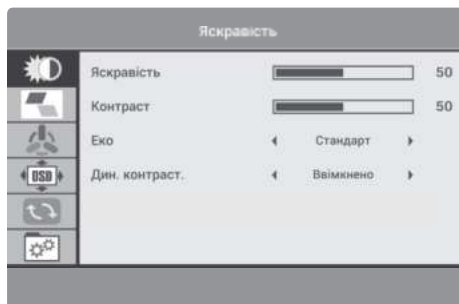 Яскравість
Яскравість 50
Контраст 50
Еко Стандарт
Дин. контраст. Ввімкнено
OSD